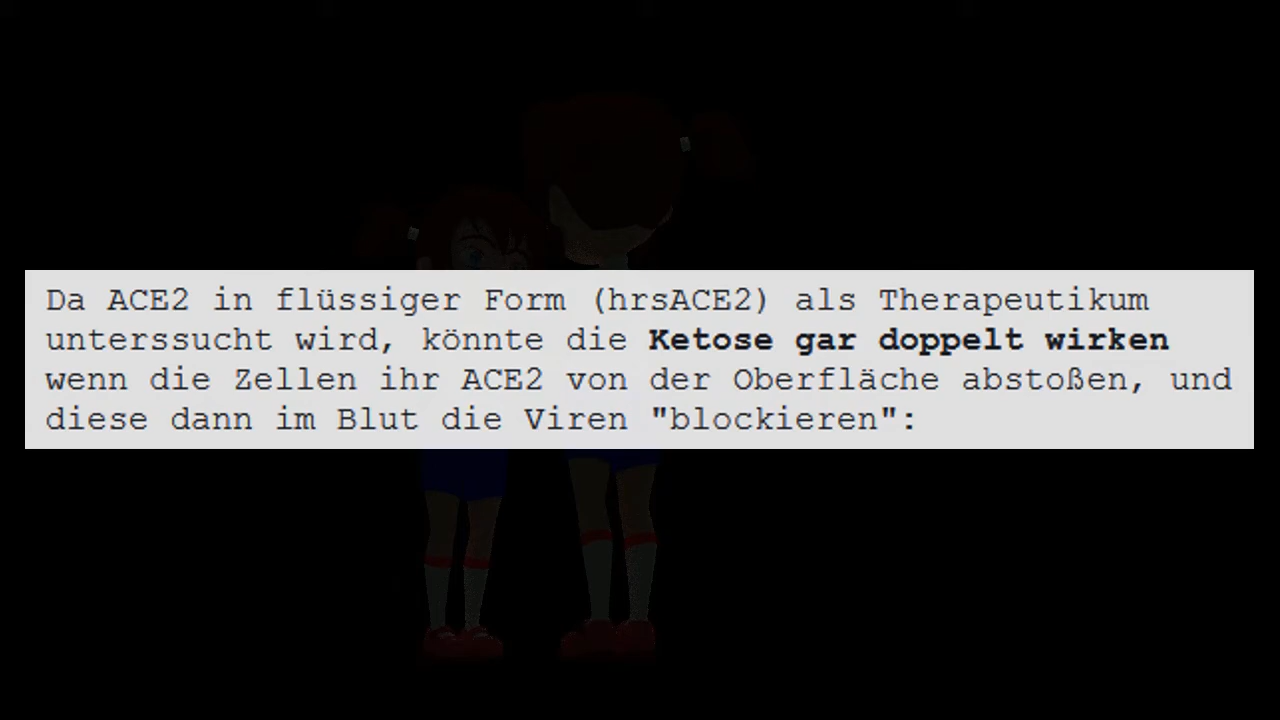 Da ACE2 in flüssiger Form (hrsACE2) als Therapeutikum
unterssucht wird, könnte die Ketose gar doppelt wirken
wenn die Zellen ihr ACE2 von der Oberfläche abstoßen, und
diese dann im Blut die Viren "blockieren":